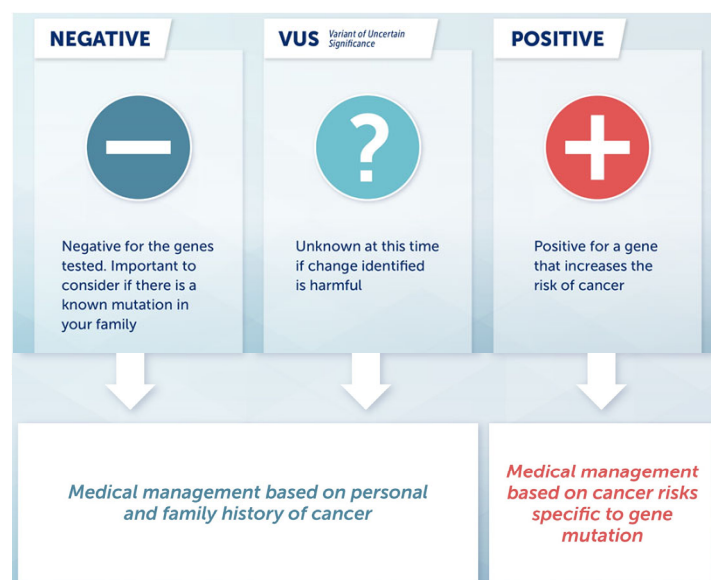 NEGATIVE
VUS Variant of Uncertain
Significance
POSITIVE
Negative for the genes
tested. Important to
consider if there is a
known mutation in
your family
Unknown at this time
if change identified
is harmful
Positive for a gene
that increases the
risk of cancer
Medical management based on personal
and family history of cancer
Medical management
based on cancer risks
specific to gene
mutation